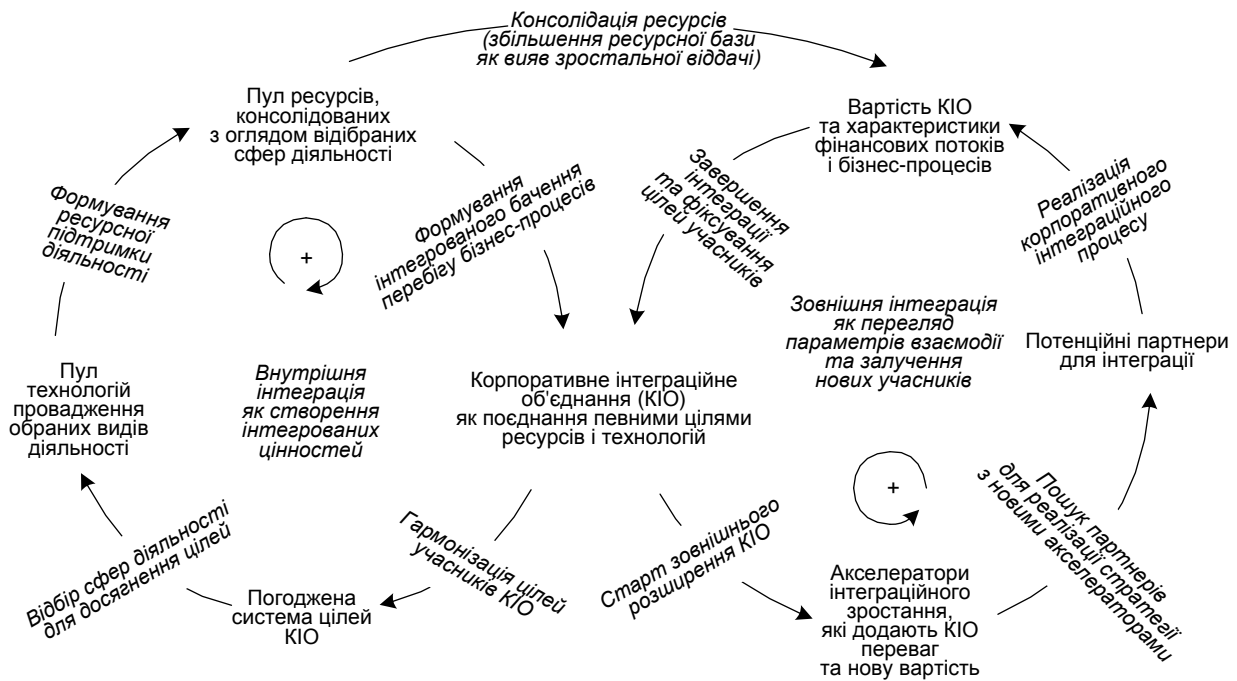 Консолідація ресурсів
(збільшення ресурсної бази
як вияв зростальної віддачі)
Пул ресурсів,
консолідованих
з оглядом відібраних
сфер діяльності
Вартість КІО
та характеристики
фінансових потоків
і бізнес-процесів
Формування
ресурсної
підтримки
діяльності
+
Формування
інтегрованого бачення
перебігу бізнес-процесів
Завершення
інтеграції
та фіксування
цілей учасників
Реалізація
корпоративного
інтеграційного
процесу
Зовнішня інтеграція
як перегляд
параметрів взаємодії
та залучення
нових учасників
Потенційні партнери
для інтеграції
Пул
технологій
провадження
обраних видів
діяльності
Внутрішня
інтеграція
як створення
інтегрованих
цінностей
Корпоративне інтеграційне
об'єднання (КІО)
як поєднання певними цілями
ресурсів і технологій
+
Відбір сфер діяльності
для досягнення цілей
Погоджена
система цілей
КІО
Гармонізація цілей
учасників КІО
Старт зовнішнього
розширення КІО
Акселератори
інтеграційного
зростання,
які додають КІО
переваг
та нову вартість
Пошук партнерів
для реалізації стратегії
з новими акселераторами